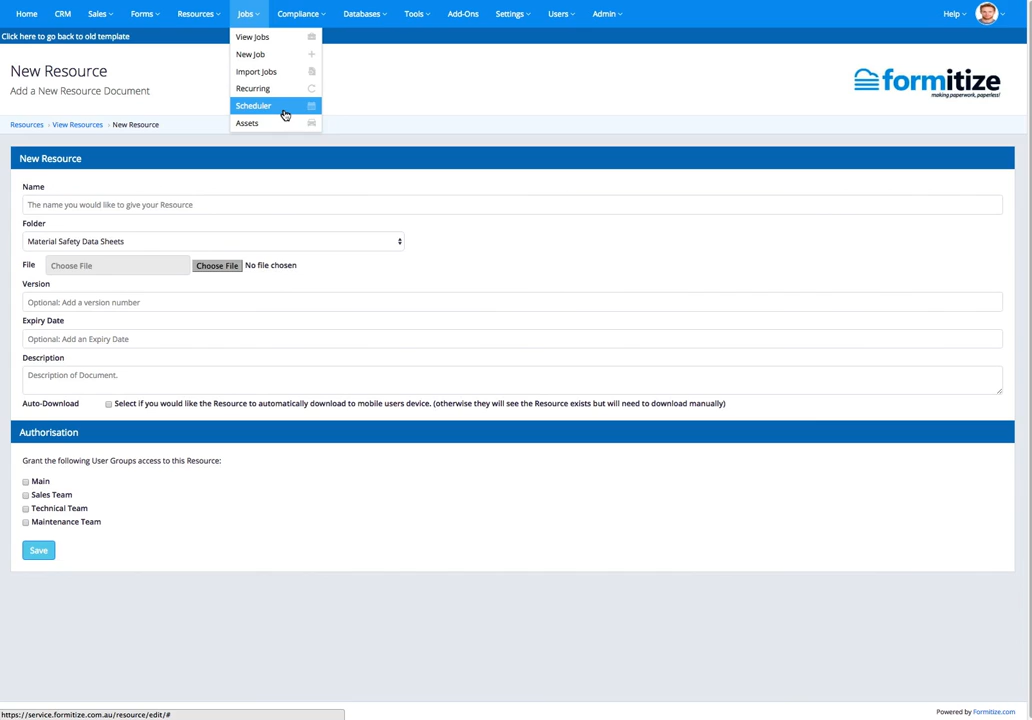 Home CRM Sales Forms Resources Jobs Compliance Databases Tools Add-Ons Settings Users Admin Help
Click here to go back to old template
View Jobs
New Job
Import Jobs
Recurring
Scheduler
Assets
New Resource
Add a New Resource Document
formitize
making paperwork, paperless!
Resources › View Resources › New Resource
New Resource
Name
The name you would like to give your Resource
Folder
Material Safety Data Sheets
File Choose File Choose File No file chosen
Version
Optional: Add a version number
Expiry Date
Optional: Add an Expiry Date
Description
Description of Document.
Auto-Download Select if you would like the Resource to automatically download to mobile users device. (otherwise they will see the Resource exists but will need to download manually)
Authorisation
Grant the following User Groups access to this Resource:
Main
Sales Team
Technical Team
Maintenance Team
Save
Powered by Formitize.com
https://service.formitize.com.au/resource/edit/#